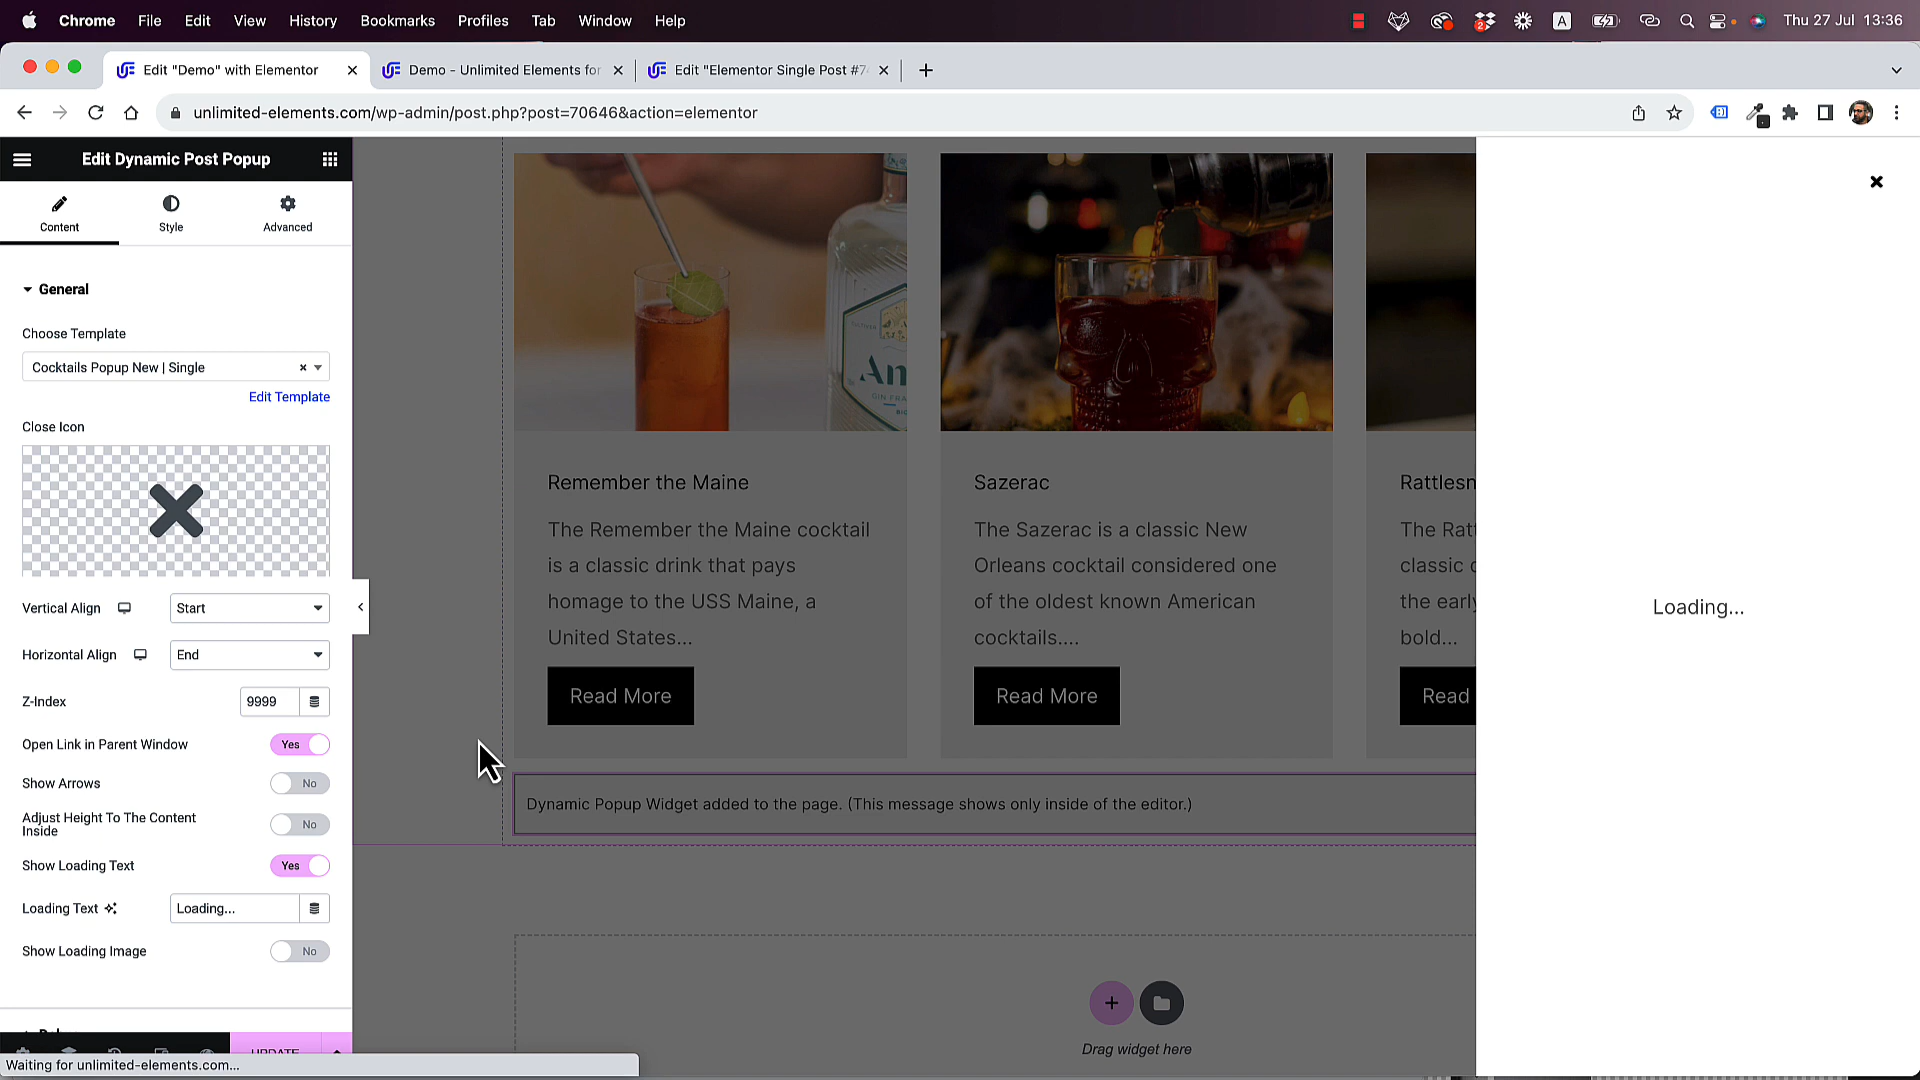 Chrome File Edit View History Bookmarks Profiles Tab Window Help
2 A Thu 27 Jul 13:36
Edit "Demo" with Elementor
Demo - Unlimited Elements for
Edit "Elementor Single Post #7
unlimited-elements.com/wp-admin/post.php?post=70646&action=elementor
Edit Dynamic Post Popup
Content Style Advanced
General
Choose Template
Cocktails Popup New | Single
Edit Template
Close Icon
Vertical Align Start
Horizontal Align End
Z-Index 9999
Open Link in Parent Window Yes
Show Arrows No
Adjust Height To The Content
Inside No
Show Loading Text Yes
Loading Text Loading...
Show Loading Image No
UPDATE
Waiting for unlimited-elements.com...
Remember the Maine
The Remember the Maine cocktail
is a classic drink that pays
homage to the USS Maine, a
United States...
Read More
Sazerac
The Sazerac is a classic New
Orleans cocktail considered one
of the oldest known American
cocktails....
Read More
Rattlesn
The Ratt
classic
the early
bold...
Read
Dynamic Popup Widget added to the page. (This message shows only inside of the editor.)
Drag widget here
Loading...